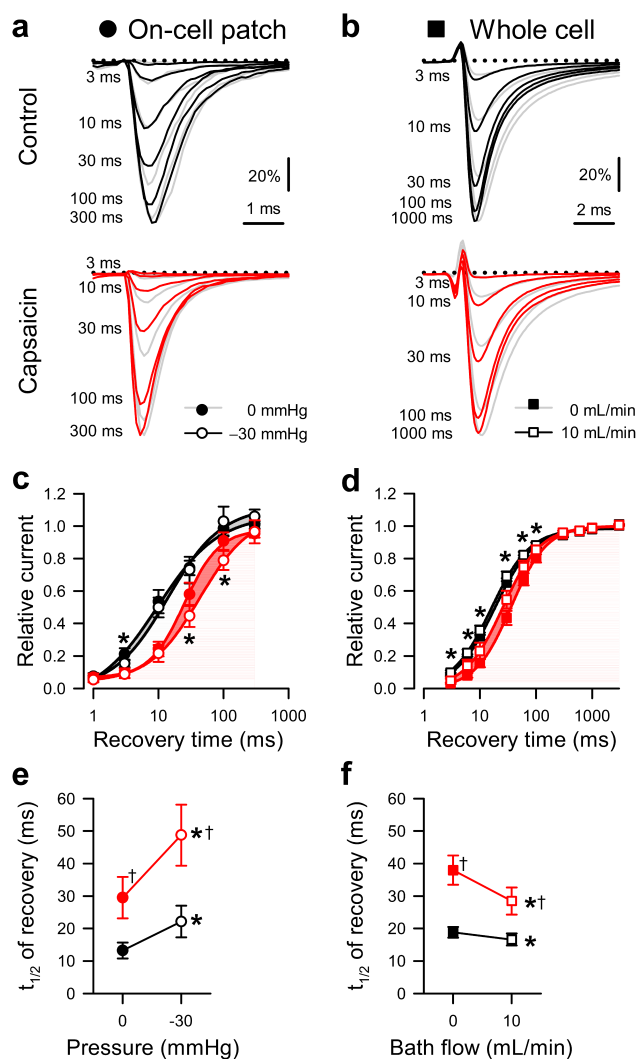 a
On-cell patch
b
Whole cell
Control
3 ms
10 ms
30 ms
100 ms
300 ms
20%
1 ms
3 ms
10 ms
30 ms
100 ms
1000 ms
20%
2 ms
Capsaicin
3 ms
10 ms
30 ms
100 ms
300 ms
0 mmHg
–30 mmHg
3 ms
10 ms
30 ms
100 ms
1000 ms
0 mL/min
10 mL/min
c
Relative current
1.2
1.0
0.8
0.6
0.4
0.2
0.0
*
*
*
1 10 100 1000
Recovery time (ms)
d
Relative current
1.2
1.0
0.8
0.6
0.4
0.2
0.0
*
*
*
*
*
*
1 10 100 1000
Recovery time (ms)
e
t1/2 of recovery (ms)
60
50
40
30
20
10
0
†
*†
*
0 -30
Pressure (mmHg)
f
t1/2 of recovery (ms)
60
50
40
30
20
10
0
†
*†
*
0 10
Bath flow (mL/min)